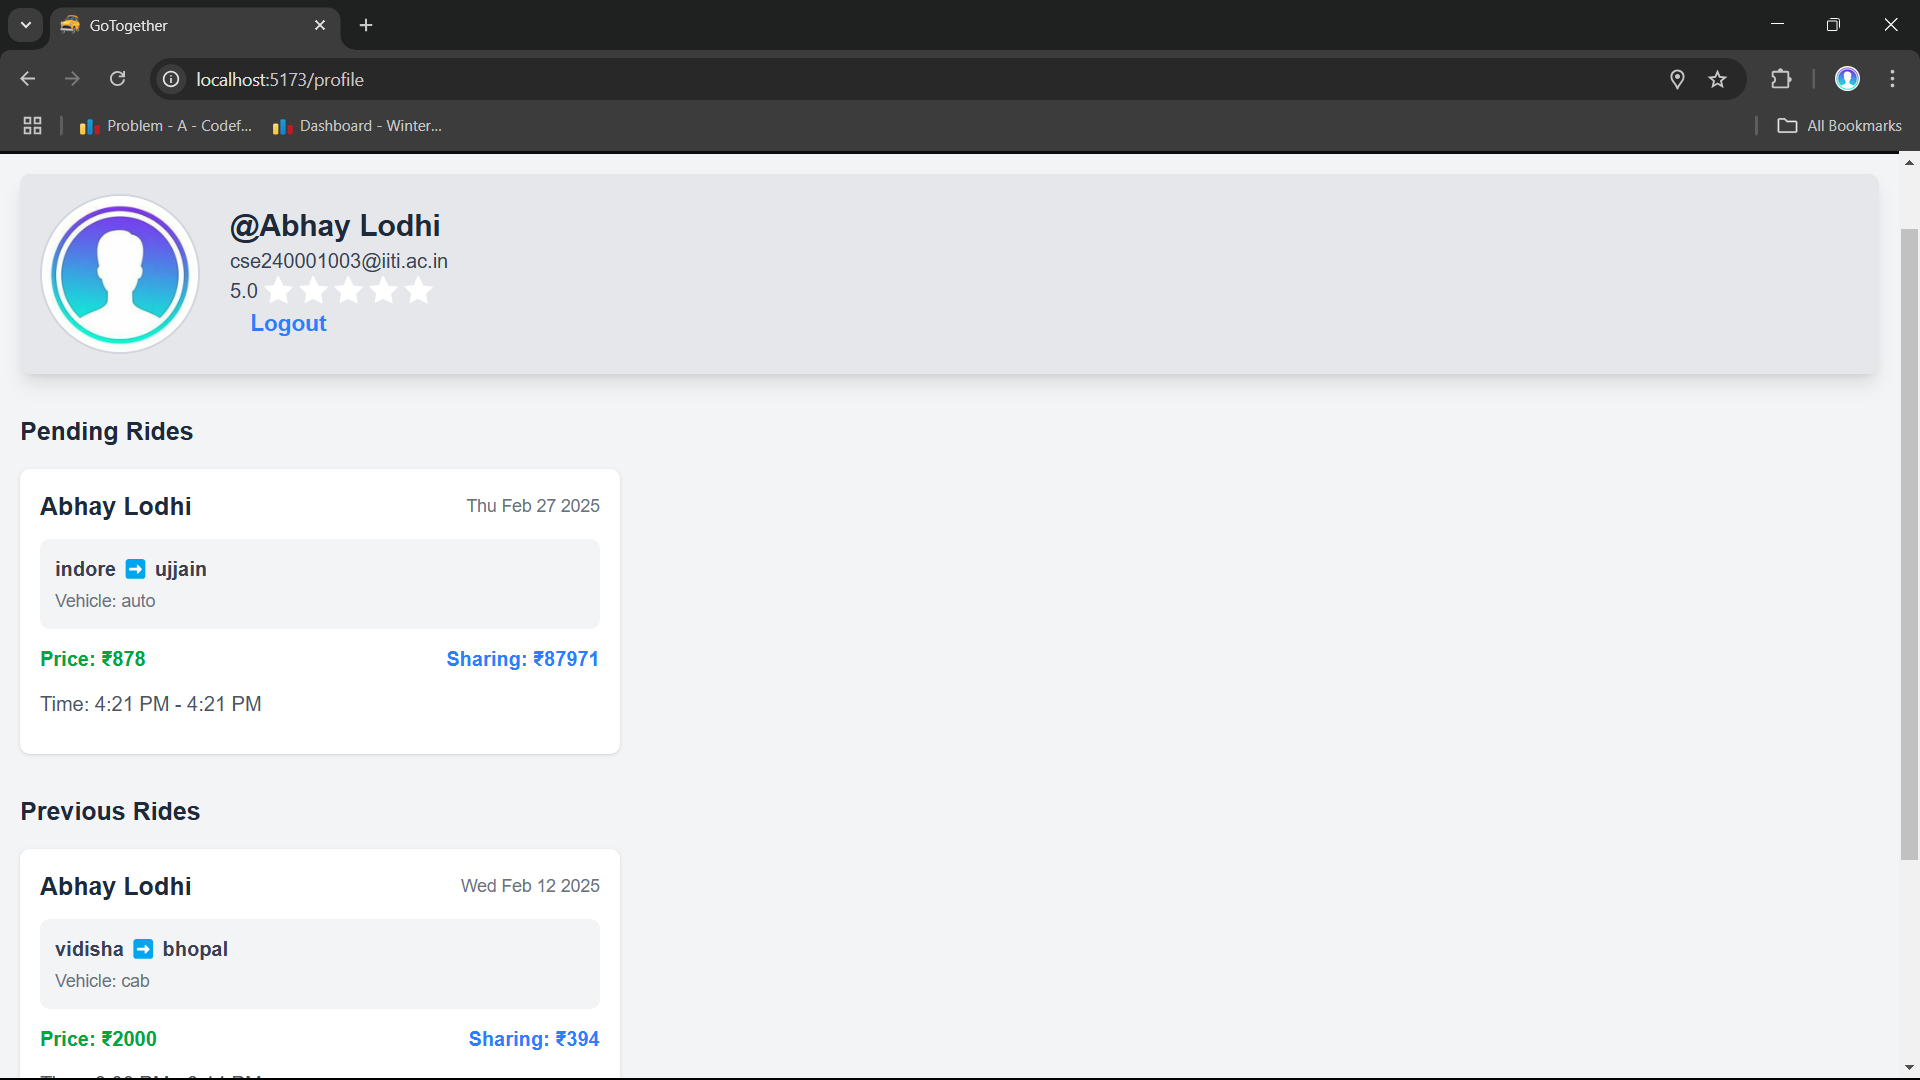 GoTogether
localhost:5173/profile
Problem - A - Codef...
Dashboard - Winter...
All Bookmarks
@Abhay Lodhi
cse240001003@iiti.ac.in
5.0
Logout
Pending Rides
Abhay Lodhi
Thu Feb 27 2025
indore ➡️ ujjain
Vehicle: auto
Price: ₹878
Sharing: ₹87971
Time: 4:21 PM - 4:21 PM
Previous Rides
Abhay Lodhi
Wed Feb 12 2025
vidisha ➡️ bhopal
Vehicle: cab
Price: ₹2000
Sharing: ₹394